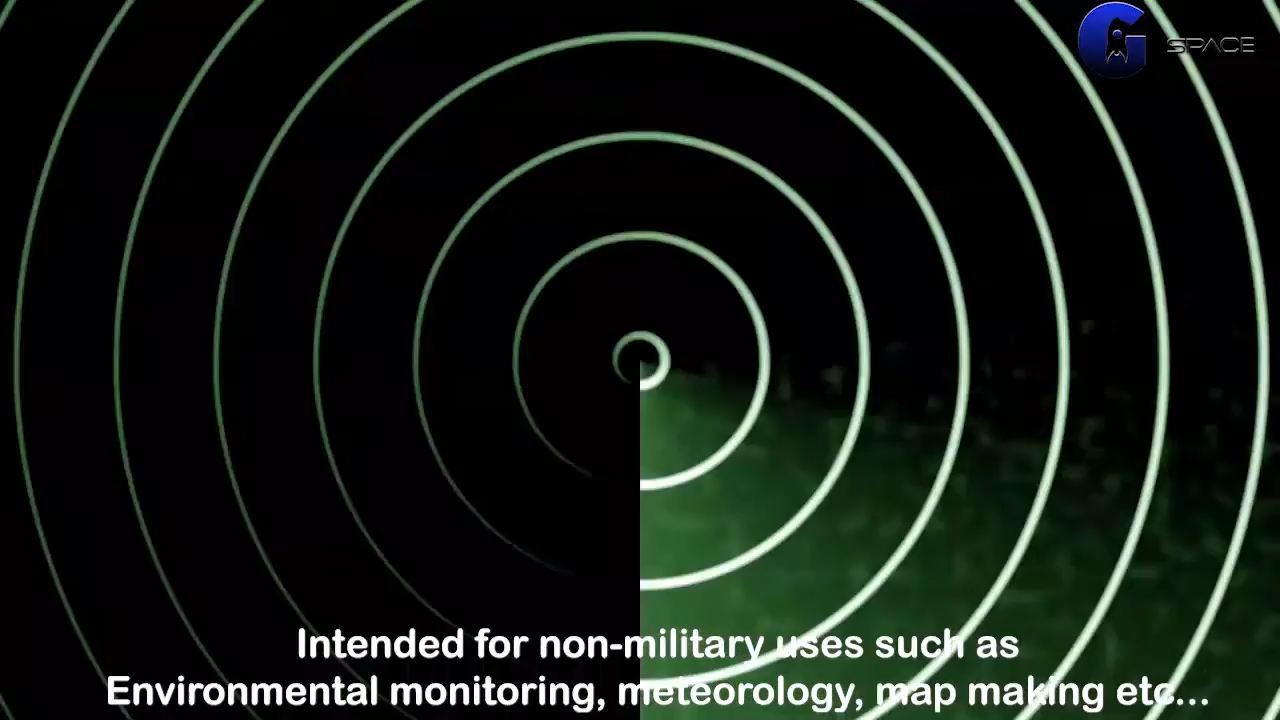 SPACE
Intended for non-military uses such as
Environmental monitoring, meteorology, map making etc...